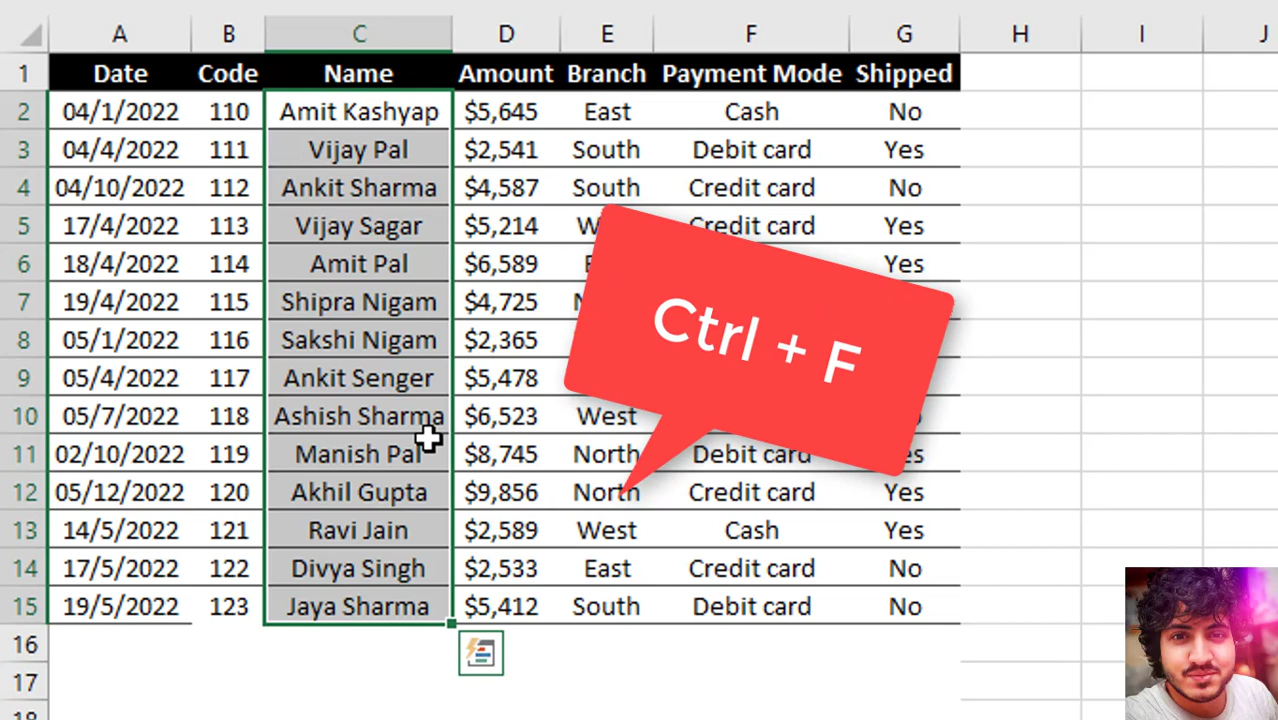 A B C D E F G H I J
1 Date Code Name Amount Branch Payment Mode Shipped
2 04/1/2022 110 Amit Kashyap $5,645 East Cash No
3 04/4/2022 111 Vijay Pal $2,541 South Debit card Yes
4 04/10/2022 112 Ankit Sharma $4,587 South Credit card No
5 17/4/2022 113 Vijay Sagar $5,214 Credit card Yes
6 18/4/2022 114 Amit Pal $6,589 Yes
7 19/4/2022 115 Shipra Nigam $4,725
8 05/1/2022 116 Sakshi Nigam $2,365
9 05/4/2022 117 Ankit Senger $5,478
10 05/7/2022 118 Ashish Sharma $6,523 West
11 02/10/2022 119 Manish Pal $8,745 North Debit card
12 05/12/2022 120 Akhil Gupta $9,856 North Credit card Yes
13 14/5/2022 121 Ravi Jain $2,589 West Cash Yes
14 17/5/2022 122 Divya Singh $2,533 East Credit card No
15 19/5/2022 123 Jaya Sharma $5,412 South Debit card No
16
17
18
Ctrl + F